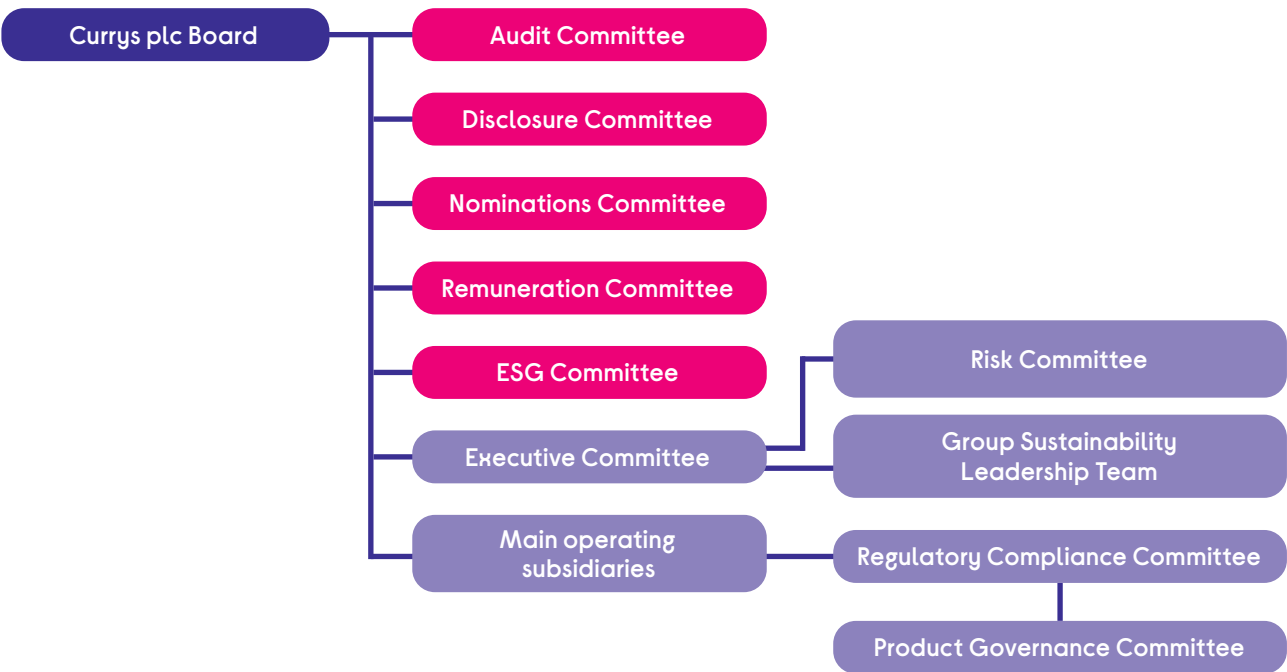 Currys plc Board
Audit Committee
Disclosure Committee
Nominations Committee
Remuneration Committee
ESG Committee
Executive Committee
Main operating
subsidiaries
Risk Committee
Group Sustainability
Leadership Team
Regulatory Compliance Committee
Product Governance Committee